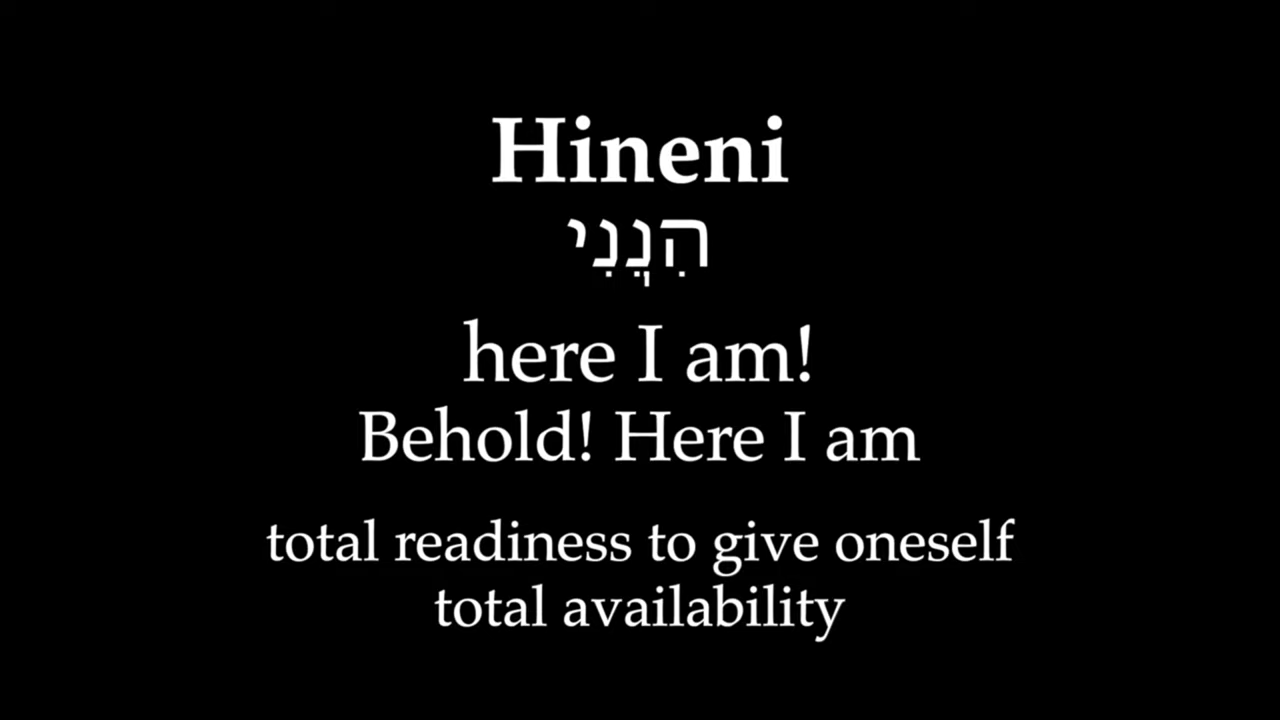 Hineni
הִנֵּֽנִי
here I am!
Behold! Here I am
total readiness to give oneself
total availability